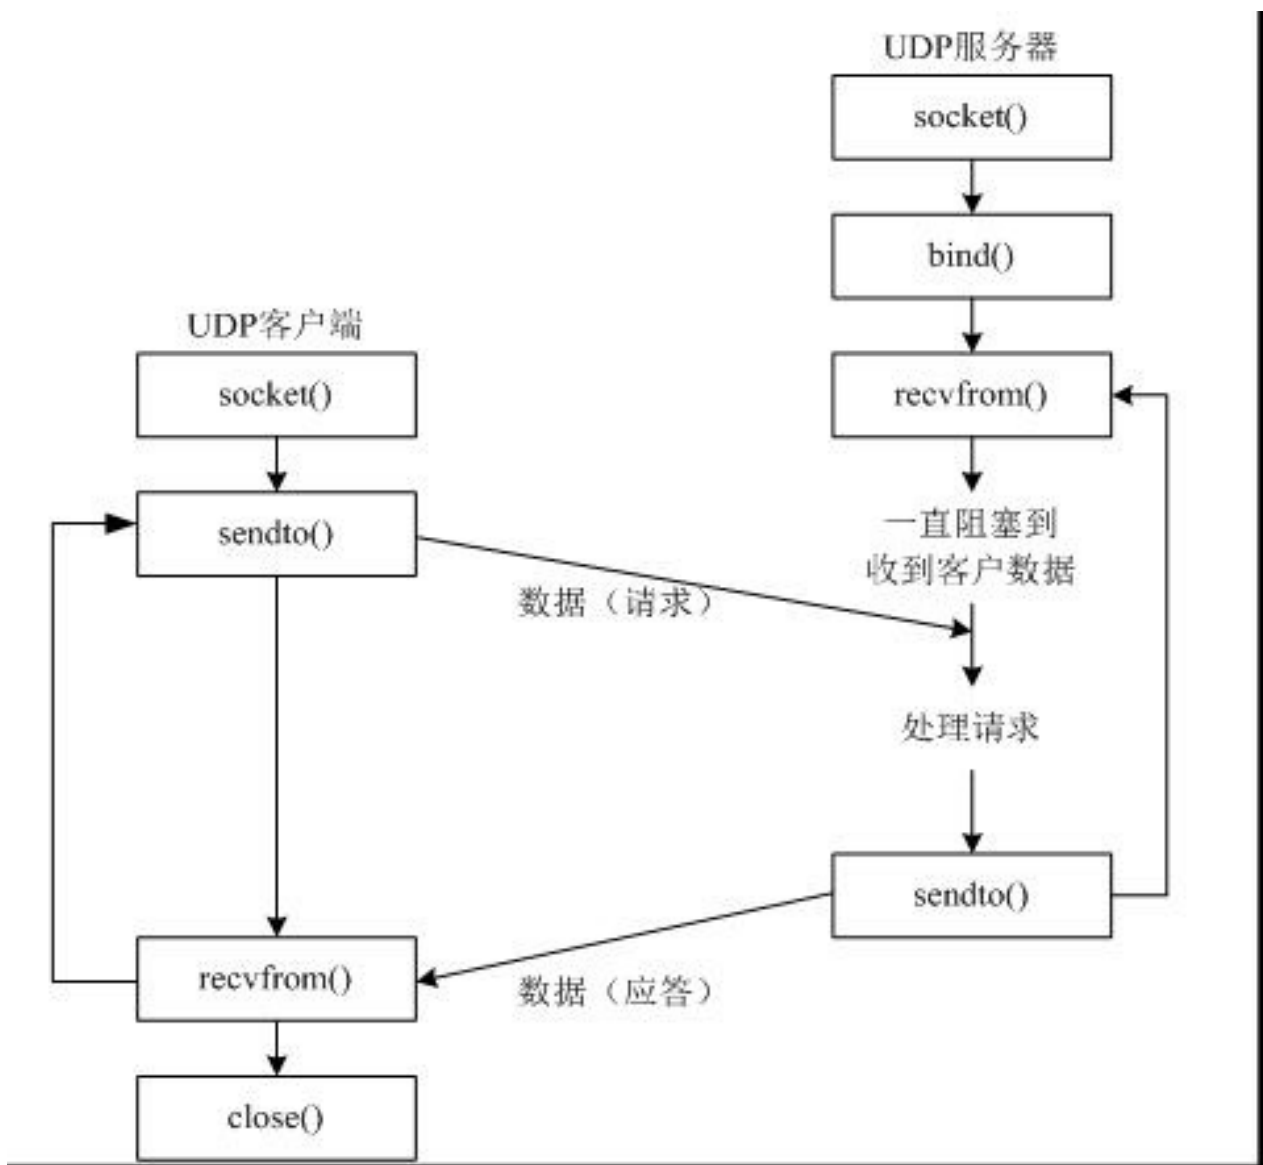 UDP服务器
socket()
bind()
recvfrom()
一直阻塞到
收到客户数据
处理请求
sendto()
UDP客户端
socket()
sendto()
数据（请求）
recvfrom()
数据（应答）
close()